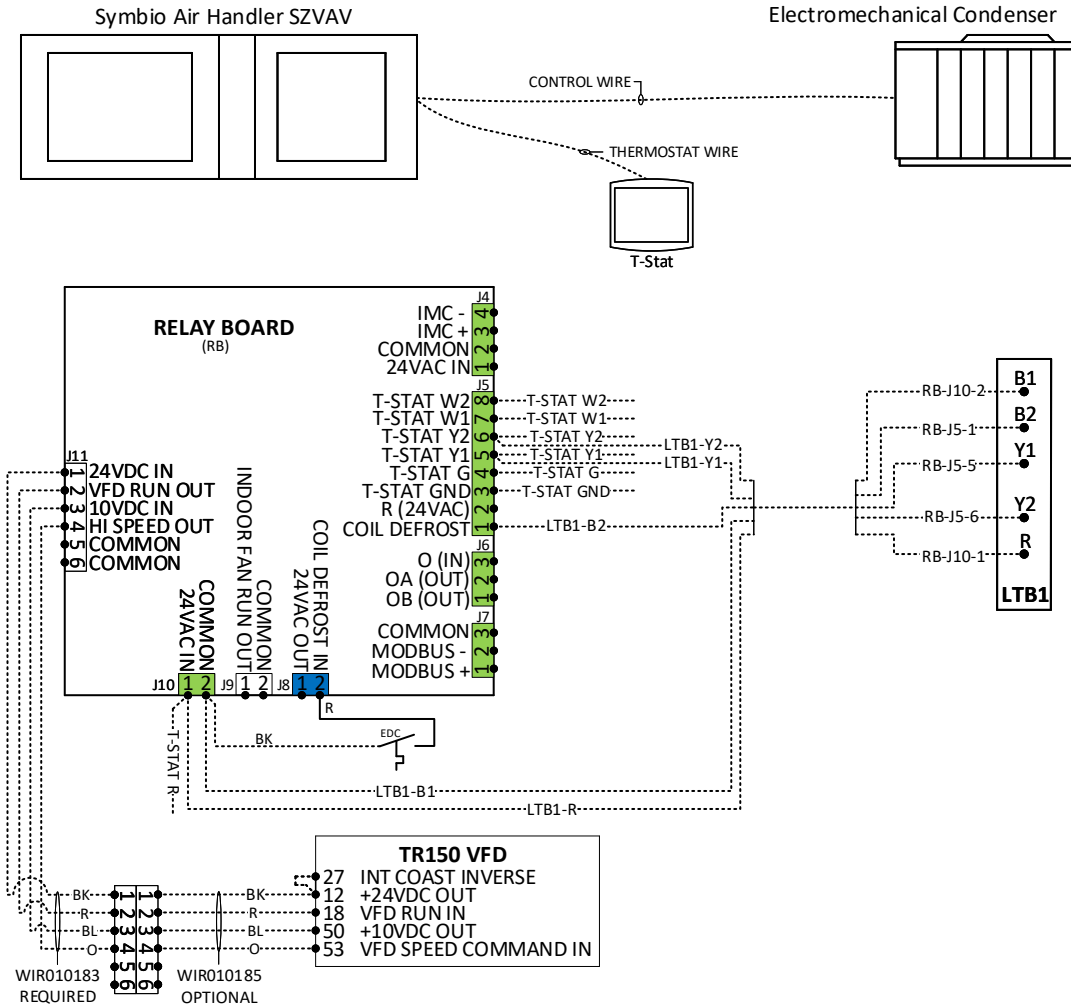 Symbio Air Handler SZVAV
Electromechanical Condenser
CONTROL WIRE
THERMOSTAT WIRE
T-Stat
RELAY BOARD
(RB)
J4
IMC - 4
IMC + 3
COMMON 2
24VAC IN 1
J5
T-STAT W2 8 T-STAT W2
T-STAT W1 7 T-STAT W1
T-STAT Y2 6 T-STAT Y2
LTB1-Y2
T-STAT Y1 5 T-STAT Y1
LTB1-Y1
T-STAT G 4 T-STAT G
T-STAT GND 3 T-STAT GND
R (24VAC) 2
COIL DEFROST 1 LTB1-B2
J6
O (IN) 3
OA (OUT) 2
OB (OUT) 1
J7
COMMON 3
MODBUS - 2
MODBUS + 1
J11
1 24VDC IN
2 VFD RUN OUT
3 10VDC IN
4 HI SPEED OUT
5 COMMON
6 COMMON
24VAC IN
COMMON
INDOOR FAN RUN OUT
COMMON
24VAC OUT
COIL DEFROST IN
J10 1 2
J9 1 2
J8 1 2
R
T-STAT R
BK
EDC
LTB1-B1
LTB1-R
RB-J10-2 B1
RB-J5-1 B2
RB-J5-5 Y1
RB-J5-6 Y2
RB-J10-1 R
LTB1
TR150 VFD
27 INT COAST INVERSE
12 +24VDC OUT
18 VFD RUN IN
50 +10VDC OUT
53 VFD SPEED COMMAND IN
BK 1 1 BK
R 2 2 R
BL 3 3 BL
O 4 4 O
5 5
6 6
WIR010183
REQUIRED
WIR010185
OPTIONAL